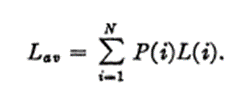 L_{av} = \sum_{i=1}^{N} P(i)L(i).